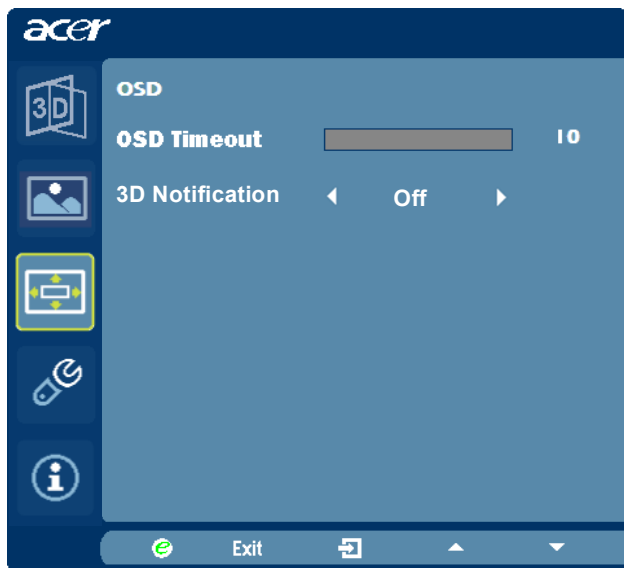 acer
3D
OSD
OSD Timeout 10
3D Notification Off
e Exit